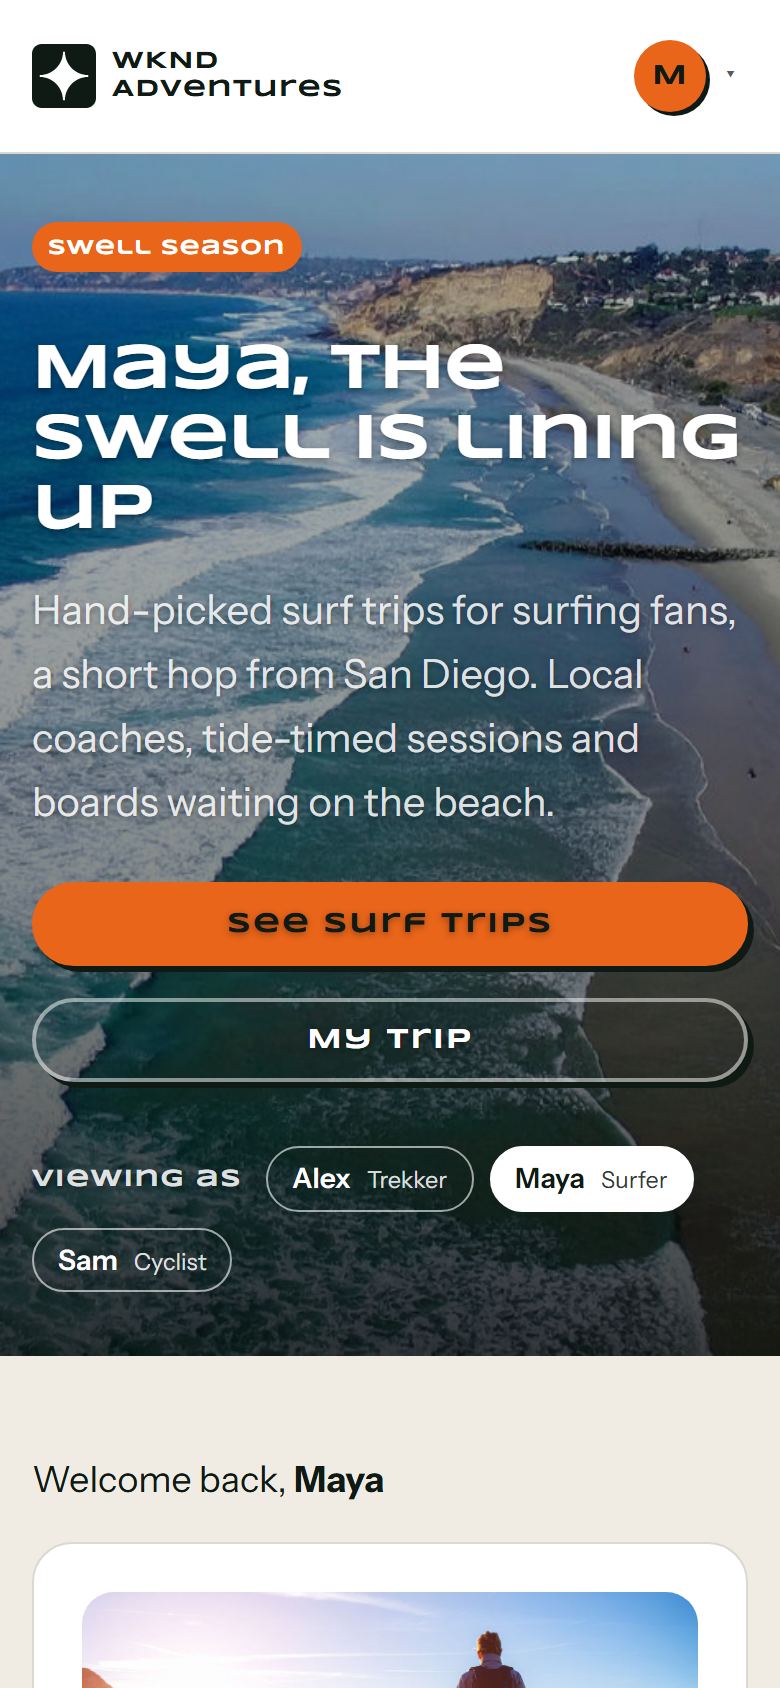 WKND
Adventures
M
Swell season
Maya, the
swell is lining
up
Hand-picked surf trips for surfing fans,
a short hop from San Diego. Local
coaches, tide-timed sessions and
boards waiting on the beach.
See surf trips
My trip
Viewing as
Alex Trekker
Maya Surfer
Sam Cyclist
Welcome back, Maya